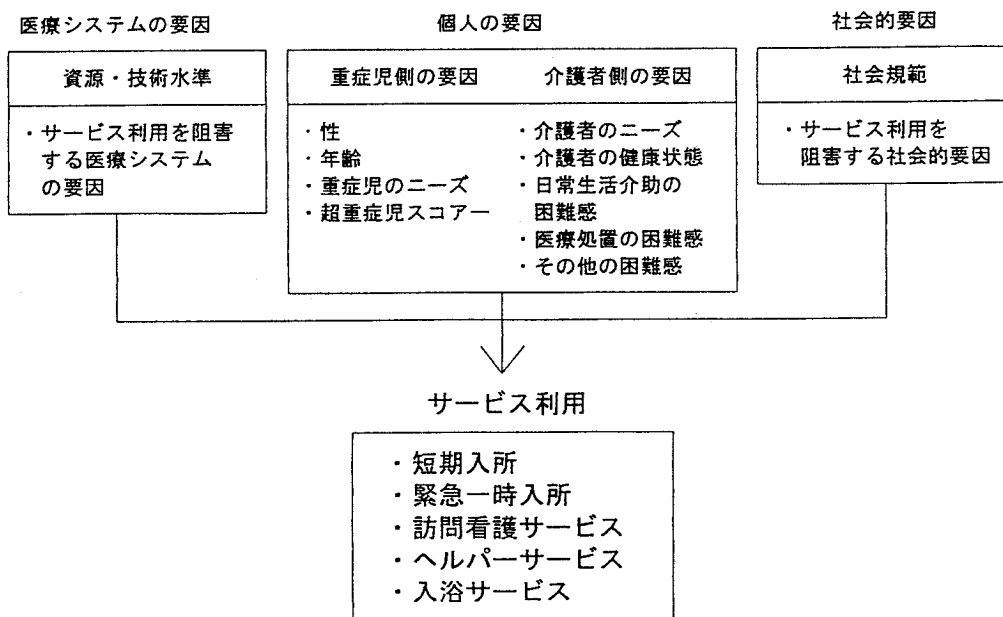 医療システムの要因
資源・技術水準
・サービス利用を阻害
する医療システム
の要因
個人の要因
重症児側の要因
・性
・年齢
・重症児のニーズ
・超重症児スコアー
介護者側の要因
・介護者のニーズ
・介護者の健康状態
・日常生活介助の
困難感
・医療処置の困難感
・その他の困難感
社会的要因
社会規範
・サービス利用を
阻害する社会的要因
サービス利用
・短期入所
・緊急一時入所
・訪問看護サービス
・ヘルパーサービス
・入浴サービス